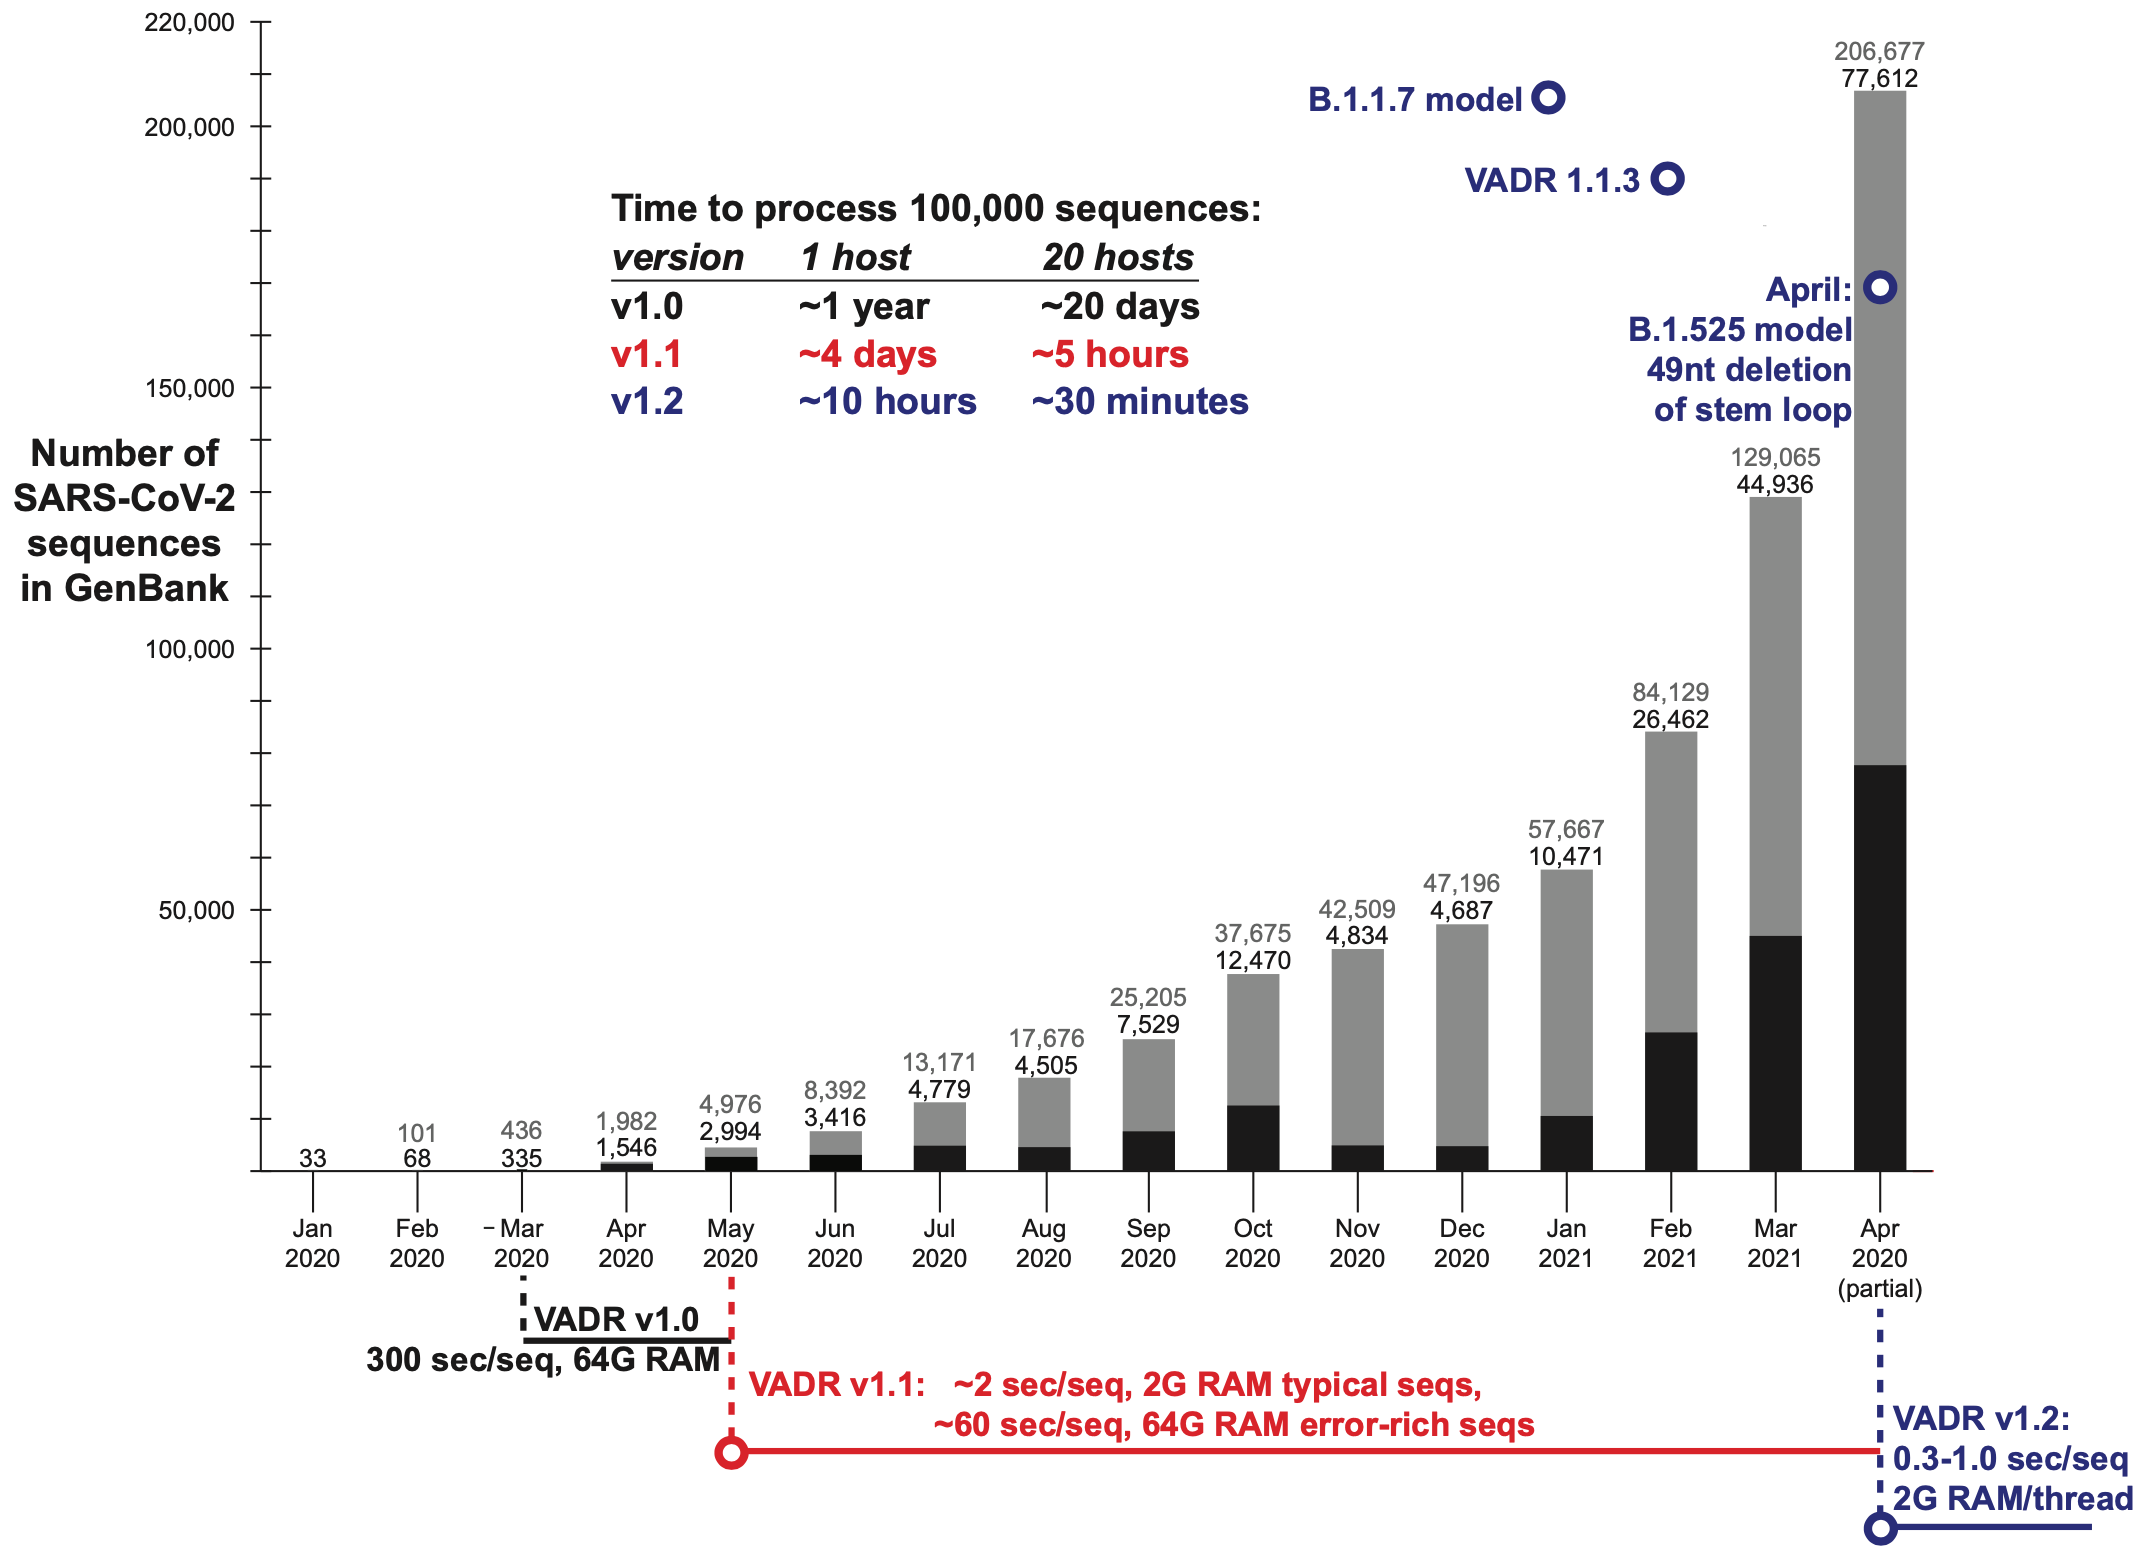 220,000
200,000
150,000
100,000
50,000
Number of
SARS-CoV-2
sequences
in GenBank
Time to process 100,000 sequences:
version 1 host 20 hosts
v1.0 ~1 year ~20 days
v1.1 ~4 days ~5 hours
v1.2 ~10 hours ~30 minutes
B.1.1.7 model
VADR 1.1.3
April:
B.1.525 model
49nt deletion
of stem loop
33
101
68
436
335
1,982
1,546
4,976
2,994
8,392
3,416
13,171
4,779
17,676
4,505
25,205
7,529
37,675
12,470
42,509
4,834
47,196
4,687
57,667
10,471
84,129
26,462
129,065
44,936
206,677
77,612
Jan
2020
Feb
2020
- Mar
2020
Apr
2020
May
2020
Jun
2020
Jul
2020
Aug
2020
Sep
2020
Oct
2020
Nov
2020
Dec
2020
Jan
2021
Feb
2021
Mar
2021
Apr
2020
(partial)
VADR v1.0
300 sec/seq, 64G RAM
VADR v1.1: ~2 sec/seq, 2G RAM typical seqs,
~60 sec/seq, 64G RAM error-rich seqs
VADR v1.2:
0.3-1.0 sec/seq
2G RAM/thread